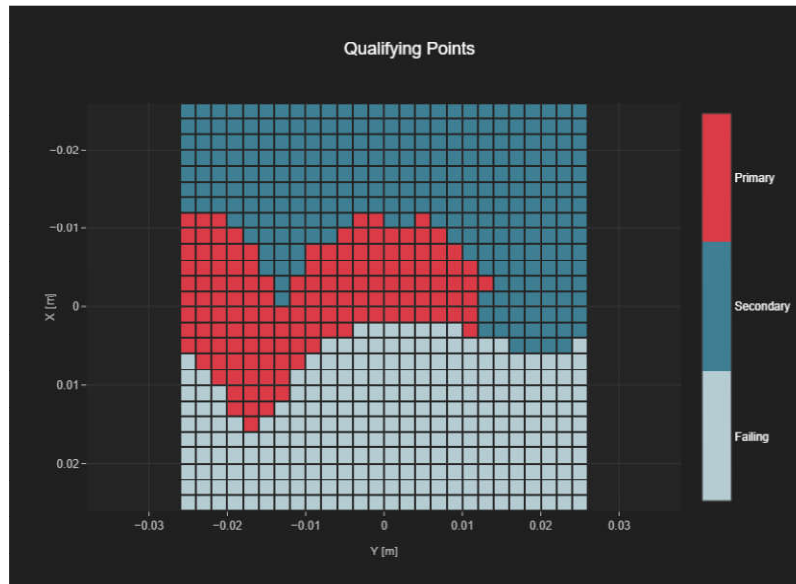 Qualifying Points
−0.02
−0.01
0
0.01
0.02
X [m]
−0.03
−0.02
−0.01
0
0.01
0.02
0.03
Y [m]
Primary
Secondary
Failing